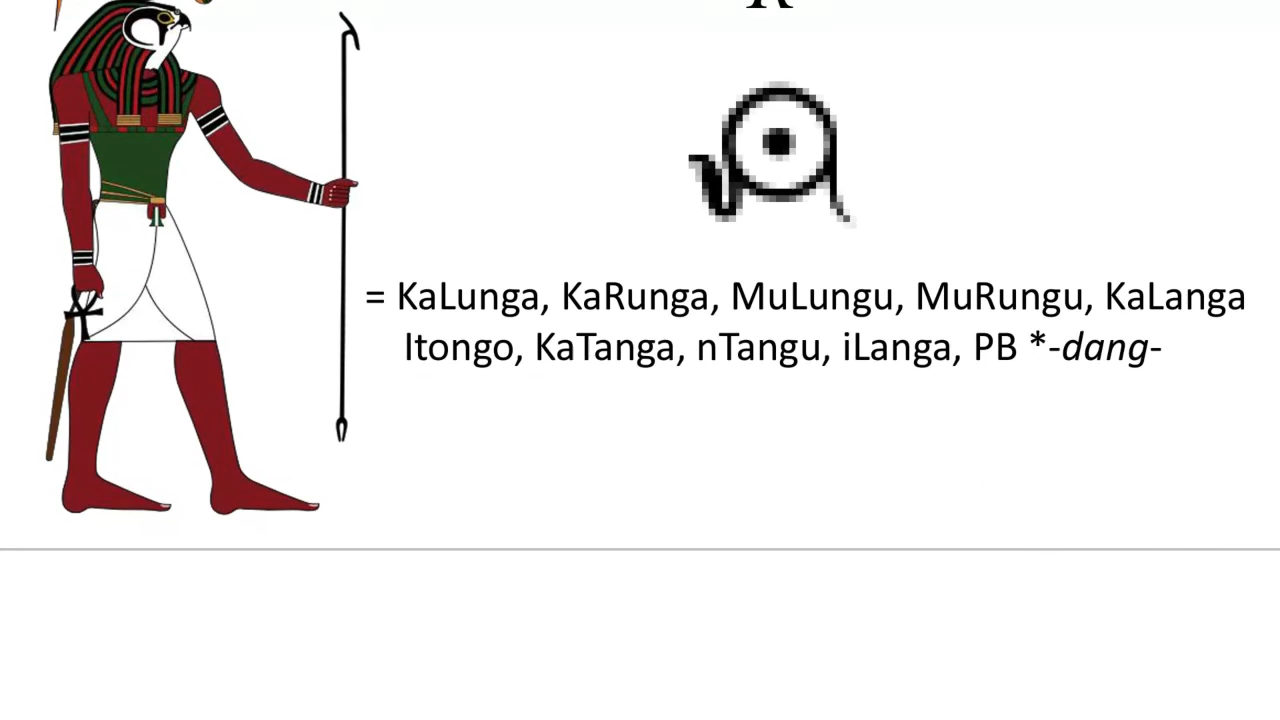 = KaLunga, KaRunga, MuLungu, MuRungu, KaLanga
Itongo, KaTanga, nTangu, iLanga, PB *-dang-